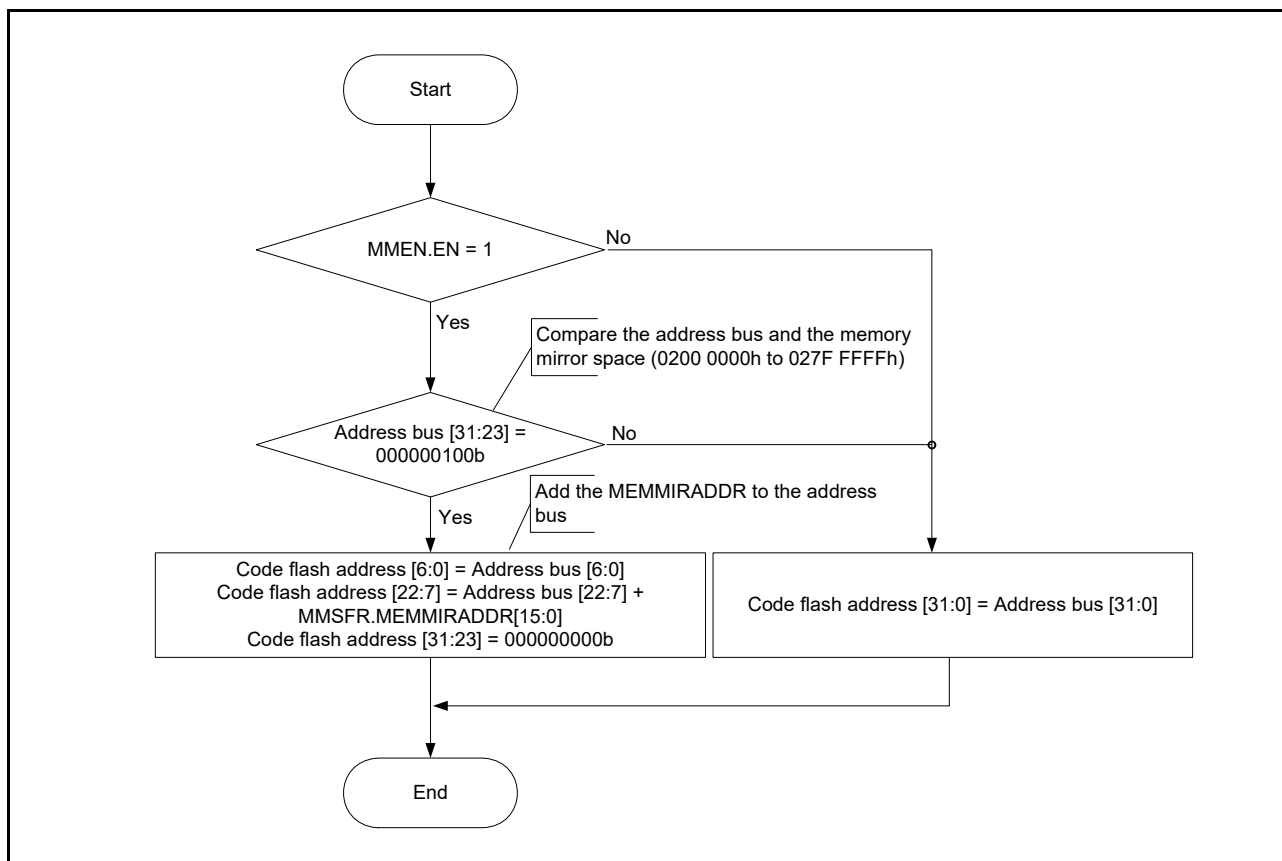 Start
MMEN.EN = 1
No
Yes
Compare the address bus and the memory
mirror space (0200 0000h to 027F FFFFh)
Address bus [31:23] =
000000100b
No
Yes
Add the MEMMIRADDR to the address
bus
Code flash address [6:0] = Address bus [6:0]
Code flash address [22:7] = Address bus [22:7] +
MMSFR.MEMMIRADDR[15:0]
Code flash address [31:23] = 000000000b
Code flash address [31:0] = Address bus [31:0]
End